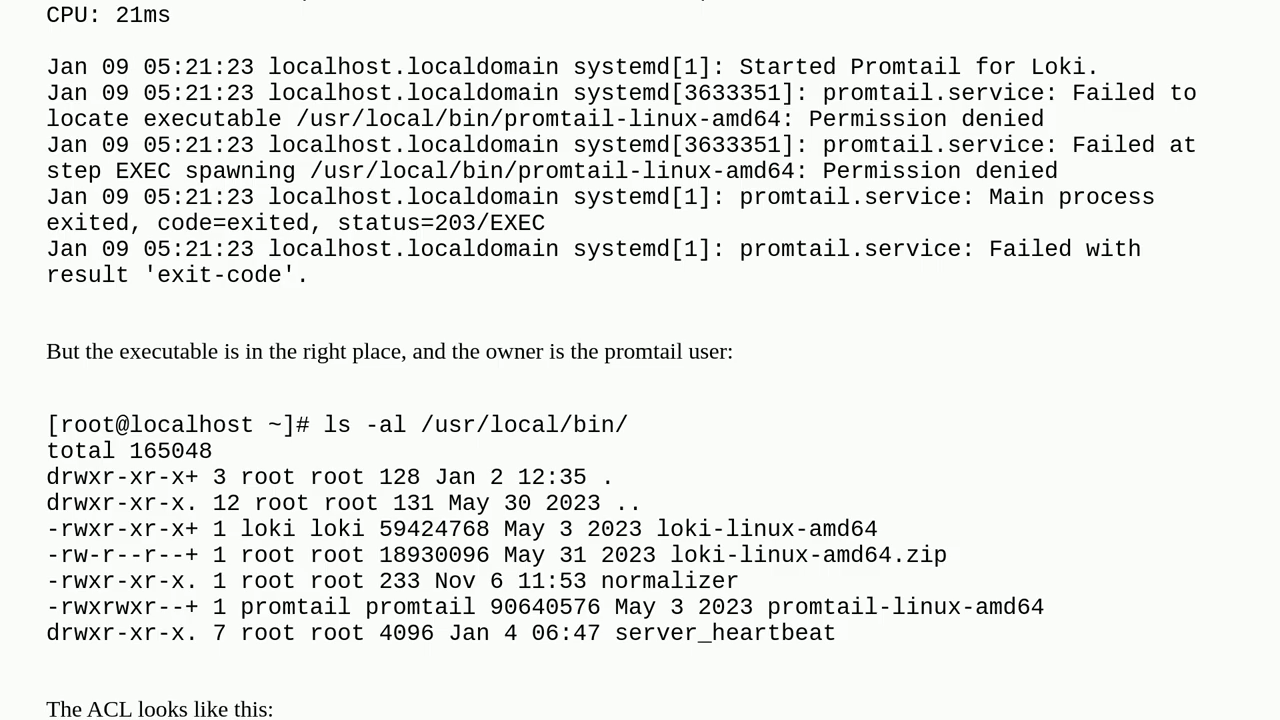 CPU: 21ms
Jan 09 05:21:23 localhost.localdomain systemd[1]: Started Promtail for Loki.
Jan 09 05:21:23 localhost.localdomain systemd[3633351]: promtail.service: Failed to
locate executable /usr/local/bin/promtail-linux-amd64: Permission denied
Jan 09 05:21:23 localhost.localdomain systemd[3633351]: promtail.service: Failed at
step EXEC spawning /usr/local/bin/promtail-linux-amd64: Permission denied
Jan 09 05:21:23 localhost.localdomain systemd[1]: promtail.service: Main process
exited, code=exited, status=203/EXEC
Jan 09 05:21:23 localhost.localdomain systemd[1]: promtail.service: Failed with
result 'exit-code'.
But the executable is in the right place, and the owner is the promtail user:
[root@localhost ~]# ls -al /usr/local/bin/
total 165048
drwxr-xr-x+ 3 root root 128 Jan 2 12:35 .
drwxr-xr-x. 12 root root 131 May 30 2023 ..
-rwxr-xr-x+ 1 loki loki 59424768 May 3 2023 loki-linux-amd64
-rw-r--r--+ 1 root root 18930096 May 31 2023 loki-linux-amd64.zip
-rwxr-xr-x. 1 root root 233 Nov 6 11:53 normalizer
-rwxrwxr--+ 1 promtail promtail 90640576 May 3 2023 promtail-linux-amd64
drwxr-xr-x. 7 root root 4096 Jan 4 06:47 server_heartbeat
The ACL looks like this: